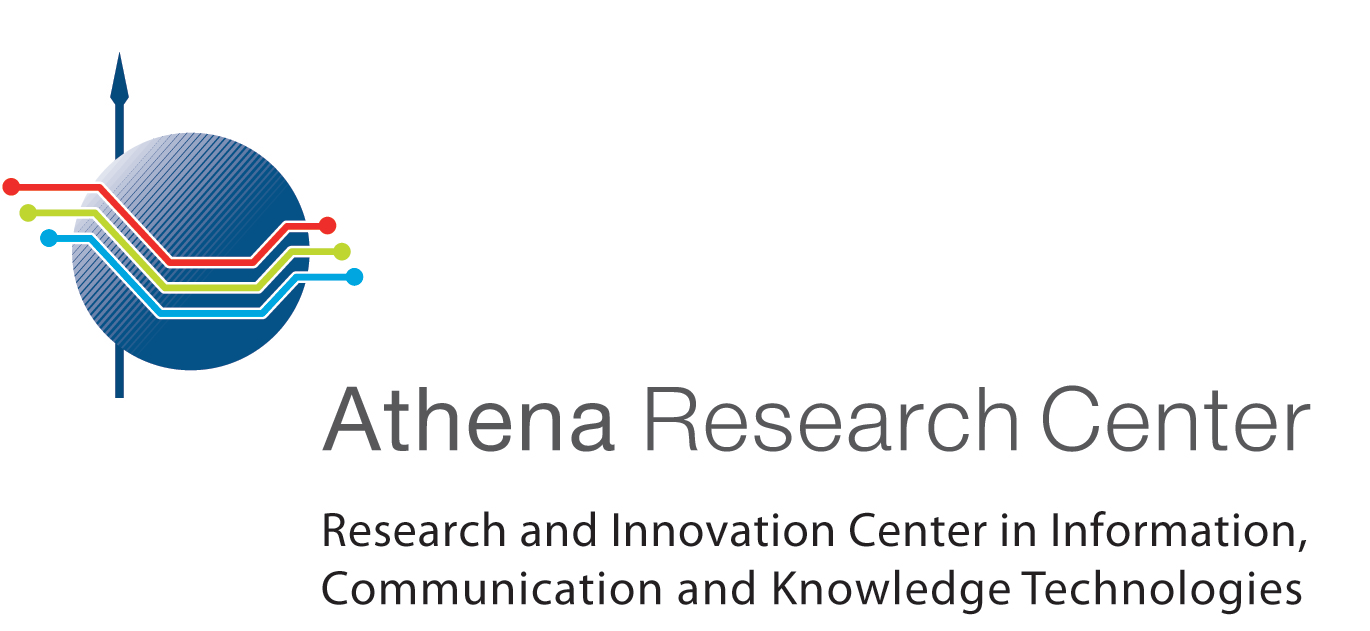 Athena Research Center
Research and Innovation Center in Information,
Communication and Knowledge Technologies